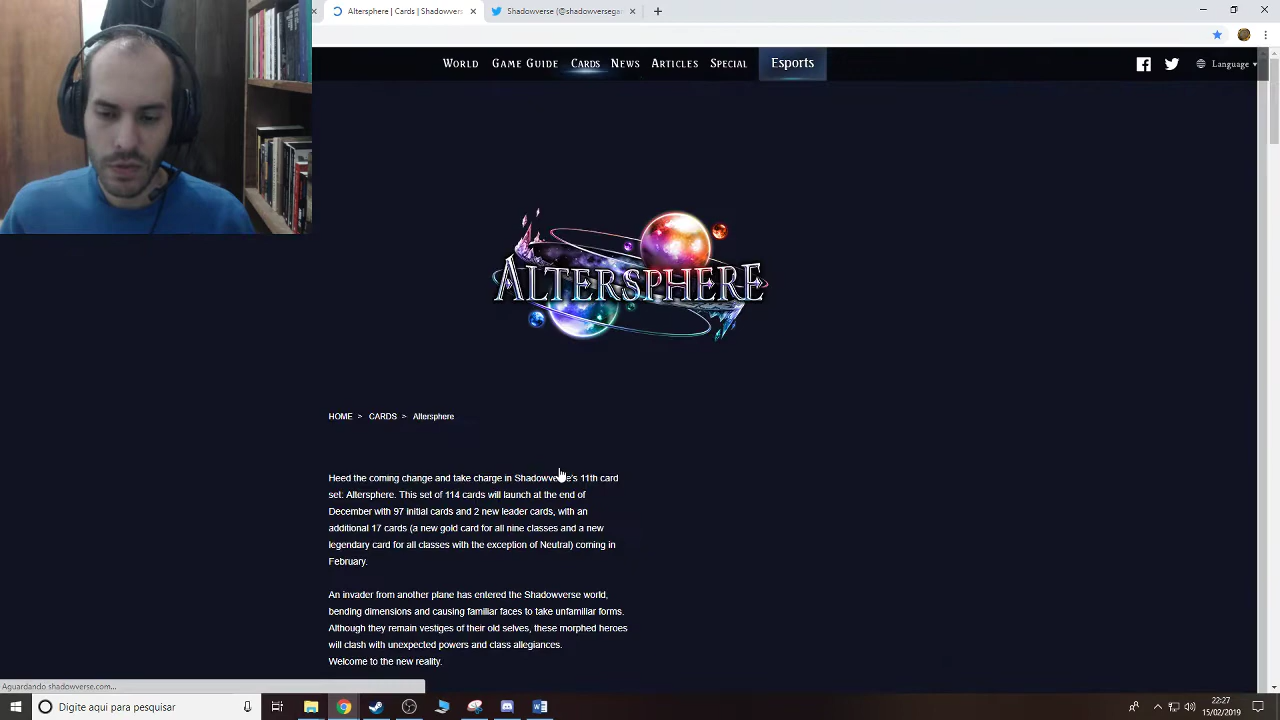 Altersphere | Cards | Shadowvers
Shadowverse (@shadowversega
World Game Guide Cards News Articles Special Esports Language
ALTERSPHERE
HOME > CARDS > Altersphere
Heed the coming change and take charge in Shadowverse's 11th card
set: Altersphere. This set of 114 cards will launch at the end of
December with 97 initial cards and 2 new leader cards, with an
additional 17 cards (a new gold card for all nine classes and a new
legendary card for all classes with the exception of Neutral) coming in
February.
An invader from another plane has entered the Shadowverse world,
bending dimensions and causing familiar faces to take unfamiliar forms.
Although they remain vestiges of their old selves, these morphed heroes
will clash with unexpected powers and class allegiances.
Welcome to the new reality.
Aguardando shadowverse.com...
Digite aqui para pesquisar
22:27
15/02/2019